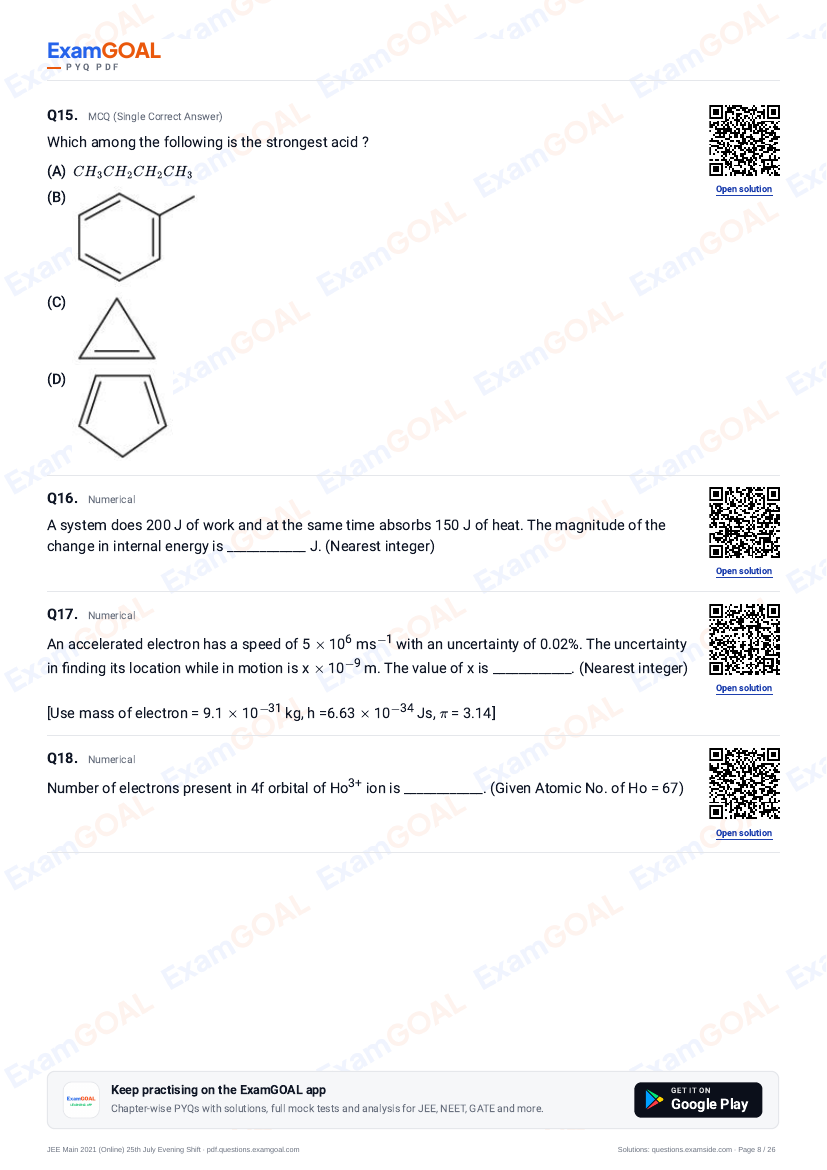 ExamGOAL
PYQ PDF
Q15. MCQ (Single Correct Answer)
Which among the following is the strongest acid ?
(A) CH₃CH₂CH₂CH₃
(B)
(C)
(D)
Open solution
Q16. Numerical
A system does 200 J of work and at the same time absorbs 150 J of heat. The magnitude of the
change in internal energy is ____________ J. (Nearest integer)
Open solution
Q17. Numerical
An accelerated electron has a speed of 5 × 10⁶ ms⁻¹ with an uncertainty of 0.02%. The uncertainty
in finding its location while in motion is x × 10⁻⁹ m. The value of x is ____________. (Nearest integer)
[Use mass of electron = 9.1 × 10⁻³¹ kg, h =6.63 × 10⁻³⁴ Js, π = 3.14]
Open solution
Q18. Numerical
Number of electrons present in 4f orbital of Ho³⁺ ion is ____________. (Given Atomic No. of Ho = 67)
Open solution
Keep practising on the ExamGOAL app
Chapter-wise PYQs with solutions, full mock tests and analysis for JEE, NEET, GATE and more.
GET IT ON
Google Play
JEE Main 2021 (Online) 25th July Evening Shift · pdf.questions.examgoal.com
Solutions: questions.examside.com · Page 8 / 26